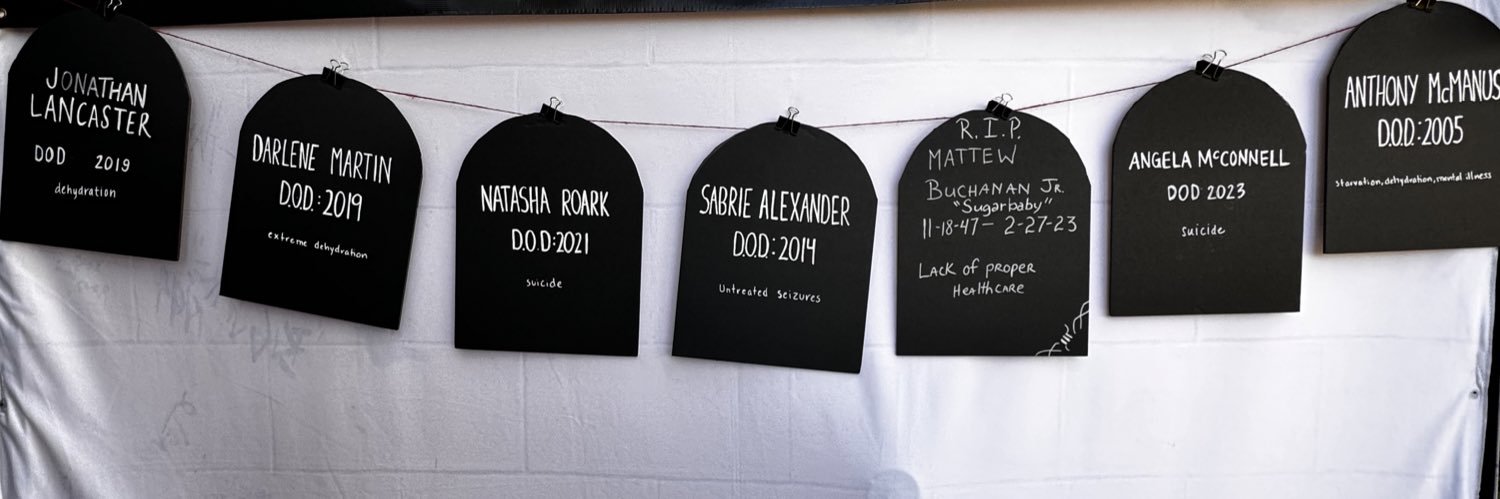 JONATHAN
LANCASTER
DOD 2019
dehydration
DARLENE MARTIN
D.O.D.: 2019
extreme dehydration
NATASHA ROARK
D.O.D:2021
suicide
SABRIE ALEXANDER
D.O.D.: 2014
Untreated Seizures
R.I.P.
MATTEW
BUCHANAN JR.
"Sugarbaby"
11-18-47 - 2-27-23
LACK OF PROPER
HEALTHCARE
ANGELA McCONNELL
DOD 2023
suicide
ANTHONY McMANUS
D.O.D.:2005
starvation, dehydration, mental illness